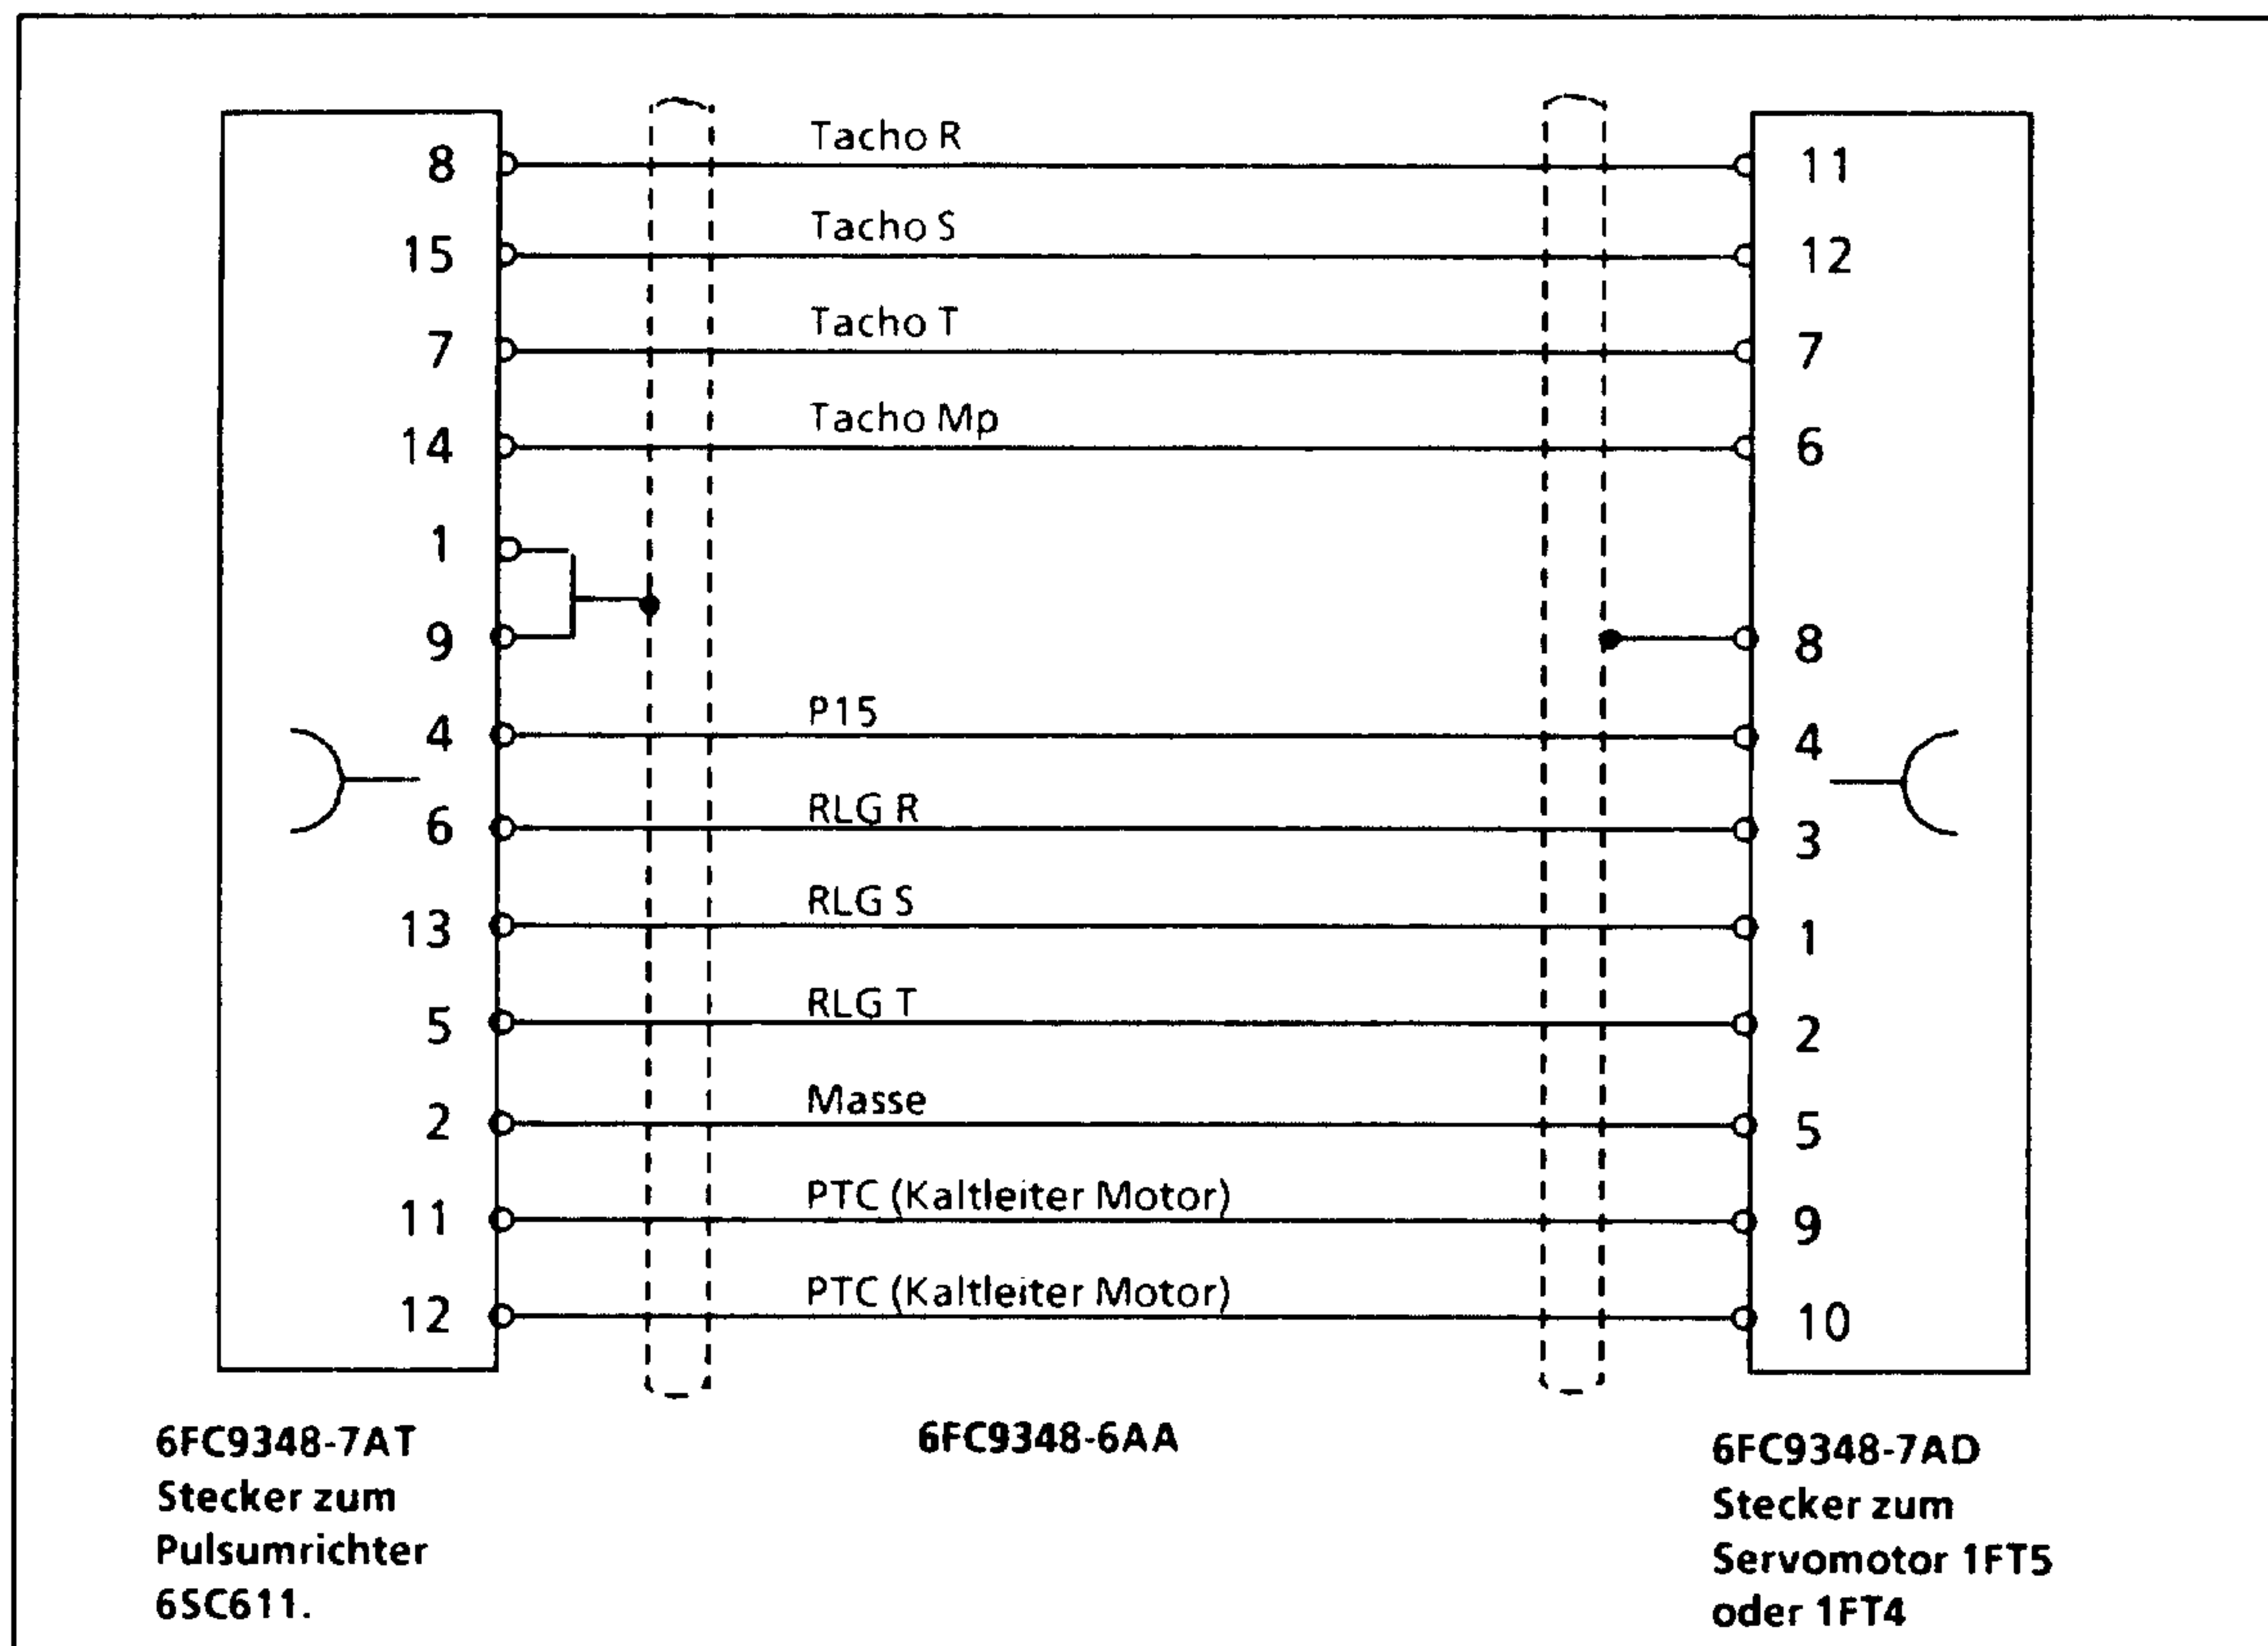 8 Tacho R 11
15 Tacho S 12
7 Tacho T 7
14 Tacho Mp 6
1
9 8
4 P15 4
6 RLG R 3
13 RLG S 1
5 RLG T 2
2 Masse 5
11 PTC (Kaltleiter Motor) 9
12 PTC (Kaltleiter Motor) 10
6FC9348-7AT
Stecker zum
Pulsumrichter
6SC611.
6FC9348-6AA
6FC9348-7AD
Stecker zum
Servomotor 1FT5
oder 1FT4